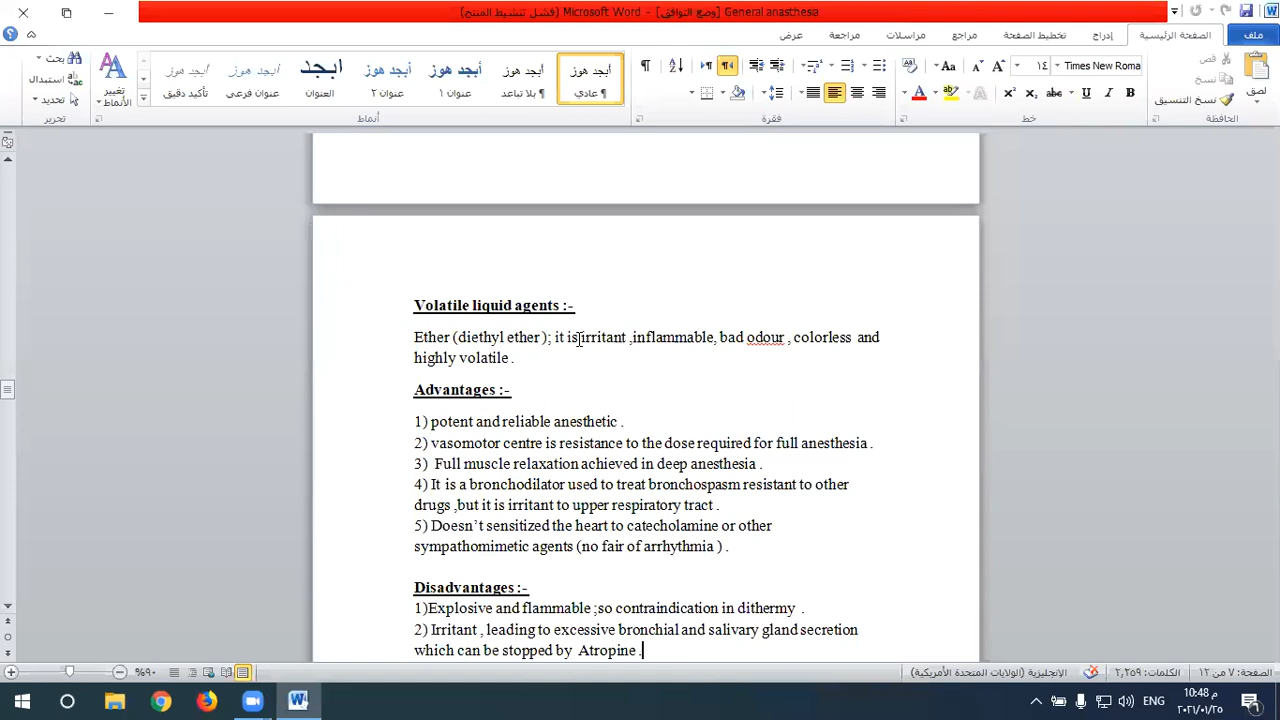 General anasthesia [وضع التوافق] - Microsoft Word (فشل تنشيط المنتج)
ملف
الصفحة الرئيسية
إدراج
تخطيط الصفحة
مراجع
مراسلات
مراجعة
عرض
لصق
قص
نسخ
نسخ التنسيق
الحافظة
Times New Roma
١٤
خط
فقرة
أبجد هوز
¶ عادي
أبجد هوز
¶ بلا تباعد
أبجد هوز
عنوان ١
أبجد هوز
عنوان ٢
ابجد
العنوان
أبجد هوز
عنوان فرعي
أبجد هوز
تأكيد دقيق
تغيير الأنماط
أنماط
بحث
استبدال
تحديد
تحرير
Volatile liquid agents :-
Ether (diethyl ether ); it is irritant ,inflammable, bad odour , colorless and
highly volatile .
Advantages :-
1) potent and reliable anesthetic .
2) vasomotor centre is resistance to the dose required for full anesthesia .
3) Full muscle relaxation achieved in deep anesthesia .
4) It is a bronchodilator used to treat bronchospasm resistant to other
drugs ,but it is irritant to upper respiratory tract .
5) Doesn’t sensitized the heart to catecholamine or other
sympathomimetic agents (no fair of arrhythmia ) .
Disadvantages :-
1)Explosive and flammable ;so contraindication in dithermy .
2) Irritant , leading to excessive bronchial and salivary gland secretion
which can be stopped by Atropine .
الصفحة: ٧ من ١٢
الكلمات: ٢,٢٥٩
الإنجليزية (الولايات المتحدة الأمريكية)
٩٠%
ENG
10:48 م
٢٠٢١/٠١/٢٥